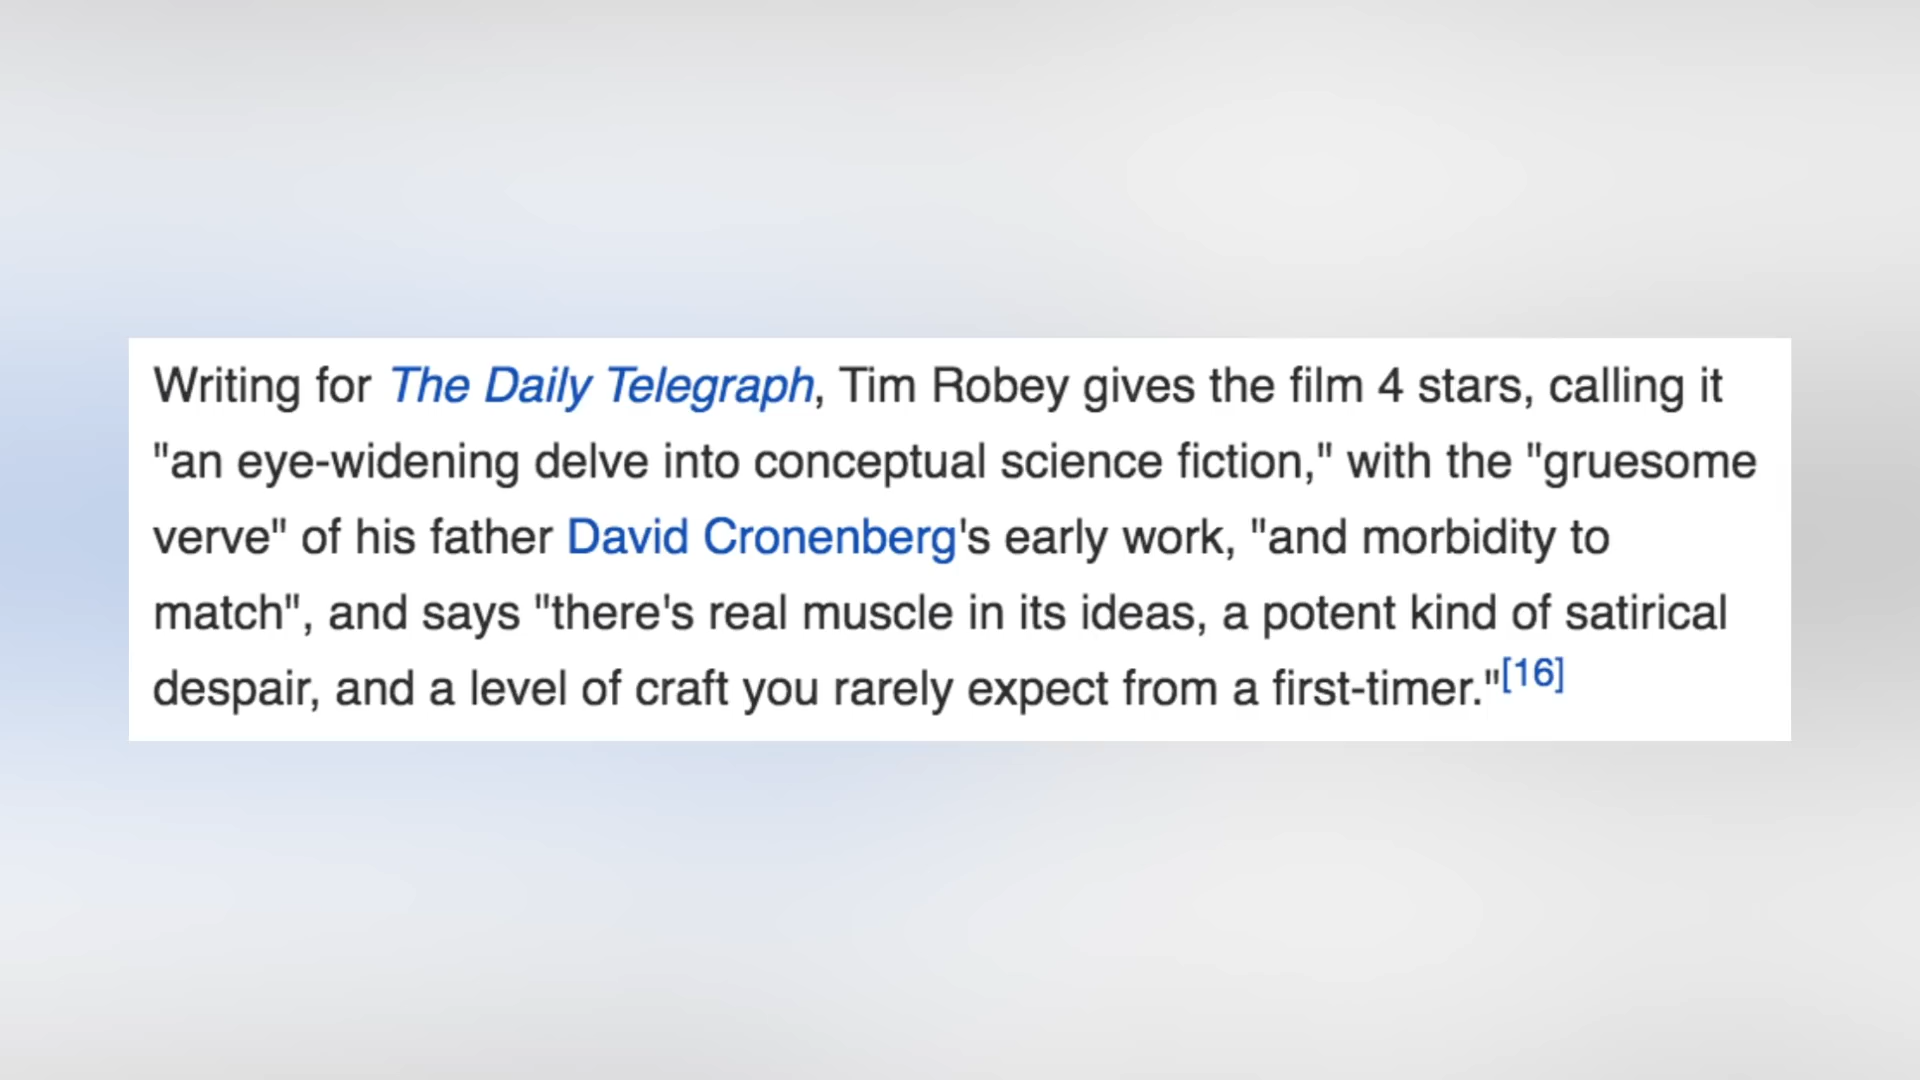 Writing for The Daily Telegraph, Tim Robey gives the film 4 stars, calling it
"an eye-widening delve into conceptual science fiction," with the "gruesome
verve" of his father David Cronenberg's early work, "and morbidity to
match", and says "there's real muscle in its ideas, a potent kind of satirical
despair, and a level of craft you rarely expect from a first-timer."[16]